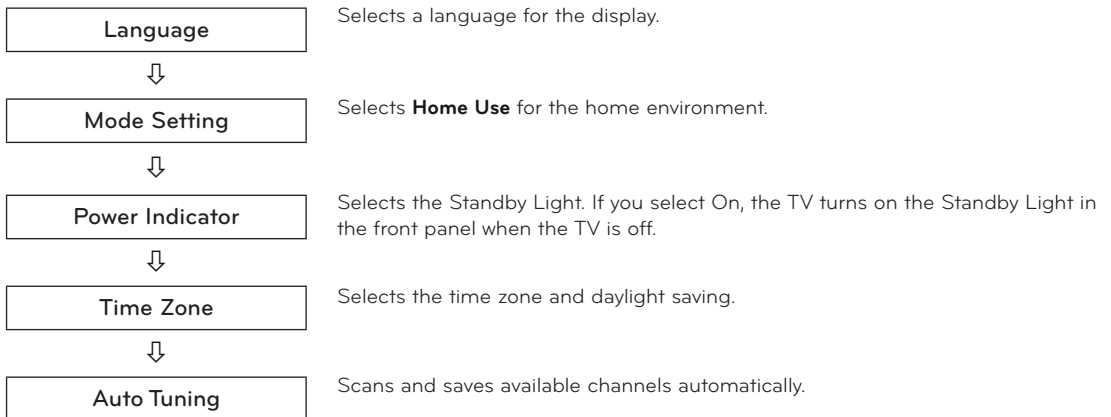 Language
Selects a language for the display.
Mode Setting
Selects Home Use for the home environment.
Power Indicator
Selects the Standby Light. If you select On, the TV turns on the Standby Light in
the front panel when the TV is off.
Time Zone
Selects the time zone and daylight saving.
Auto Tuning
Scans and saves available channels automatically.